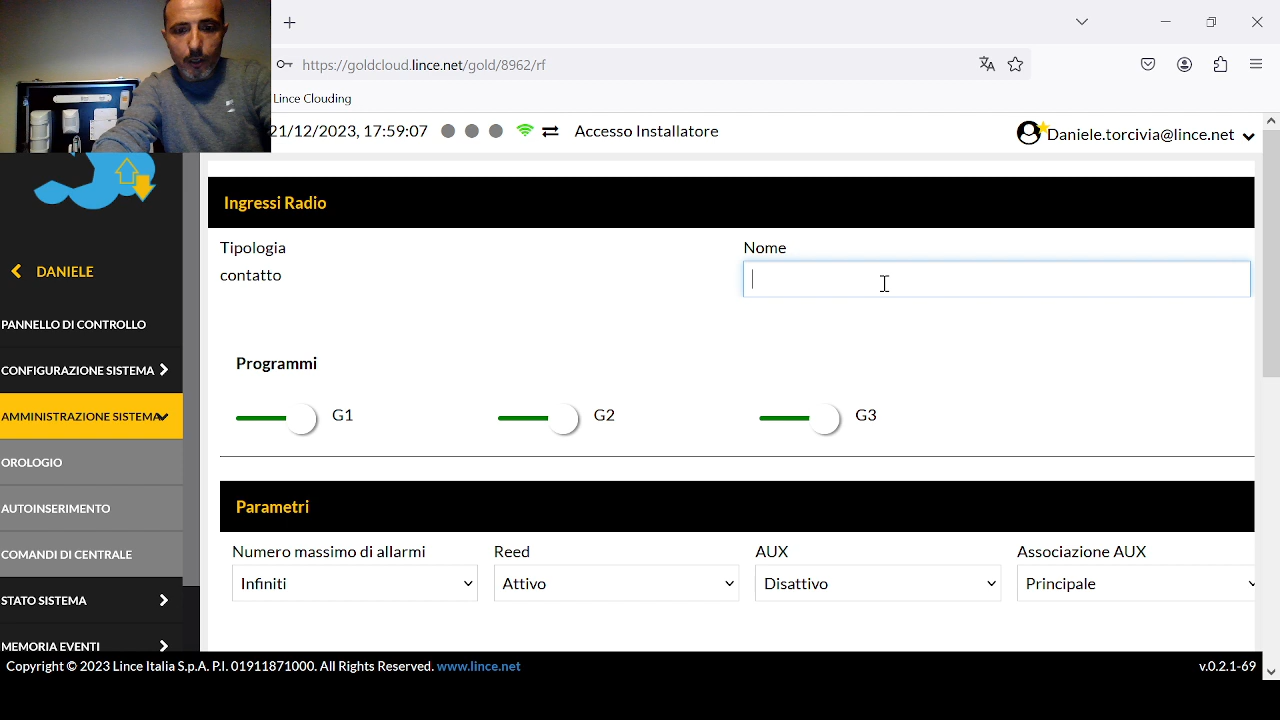 https://goldcloud.lince.net/gold/8962/rf
Lince Clouding
21/12/2023, 17:59:07
Accesso Installatore
Daniele.torcivia@lince.net
DANIELE
PANNELLO DI CONTROLLO
CONFIGURAZIONE SISTEMA
AMMINISTRAZIONE SISTEMA
OROLOGIO
AUTOINSERIMENTO
COMANDI DI CENTRALE
STATO SISTEMA
MEMORIA EVENTI
Ingressi Radio
Tipologia
contatto
Nome
Programmi
G1
G2
G3
Parametri
Numero massimo di allarmi
Infiniti
Reed
Attivo
AUX
Disattivo
Associazione AUX
Principale
Copyright © 2023 Lince Italia S.p.A. P.I. 01911871000. All Rights Reserved. www.lince.net
v.0.2.1-69